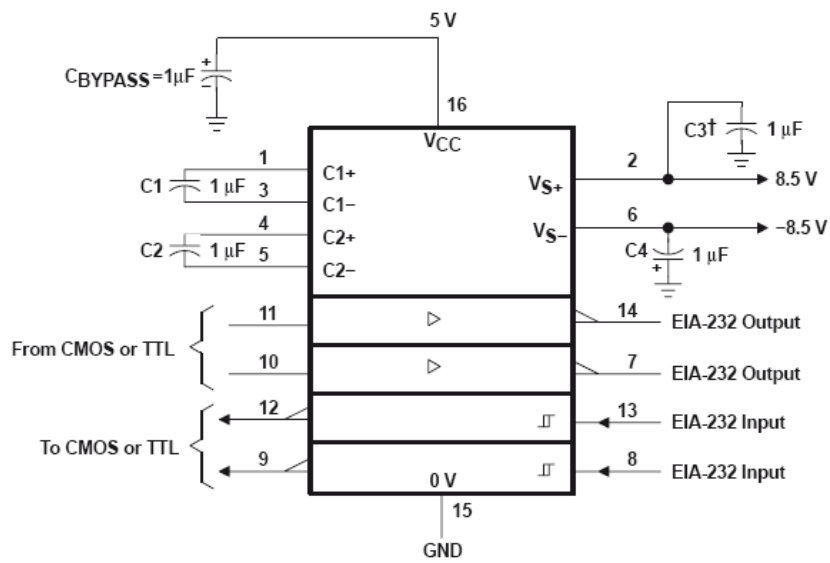 5 V
CBYPASS=1µF
+
−
16
VCC
C3†
1 µF
1
C1+
2
VS+
8.5 V
C1
1 µF
3
C1−
4
C2+
6
VS−
−8.5 V
C2
1 µF
5
C2−
C4
+
1 µF
11
14
EIA-232 Output
From CMOS or TTL
10
7
EIA-232 Output
12
13
EIA-232 Input
To CMOS or TTL
9
8
EIA-232 Input
0 V
15
GND